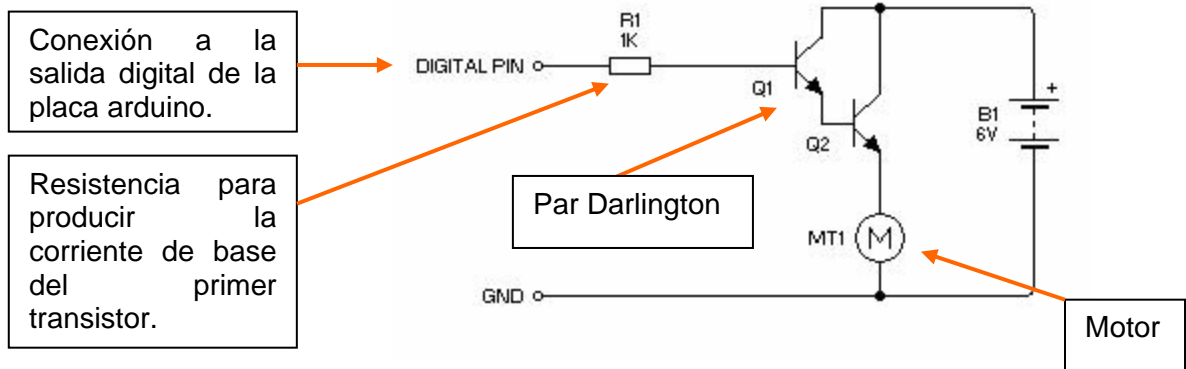 Conexión a la
salida digital de la
placa arduino.
Resistencia para
producir la
corriente de base
del primer
transistor.
DIGITAL PIN
R1
1K
Q1
Q2
Par Darlington
B1
6V
+
MT1
M
GND
Motor